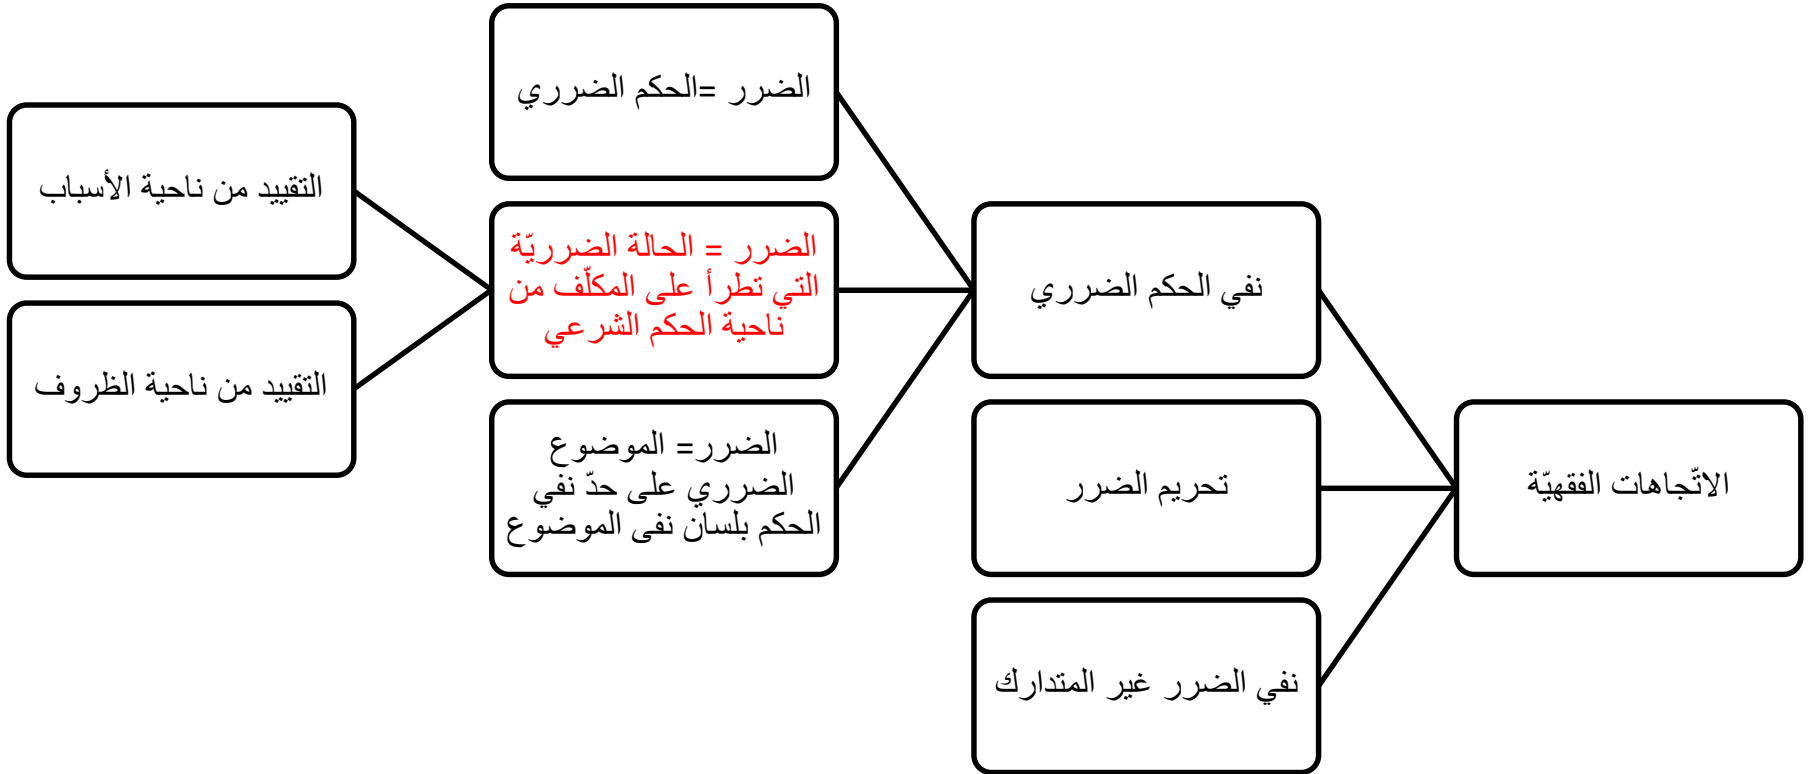 الاتّجاهات الفقهيّة
نفي الحكم الضرري
تحريم الضرر
نفي الضرر غير المتدارك
الضرر =الحكم الضرري
الضرر = الحالة الضرريّة
التي تطرأ على المكلّف من
ناحية الحكم الشرعي
الضرر= الموضوع
الضرري على حدّ نفي
الحكم بلسان نفى الموضوع
التقييد من ناحية الأسباب
التقييد من ناحية الظروف